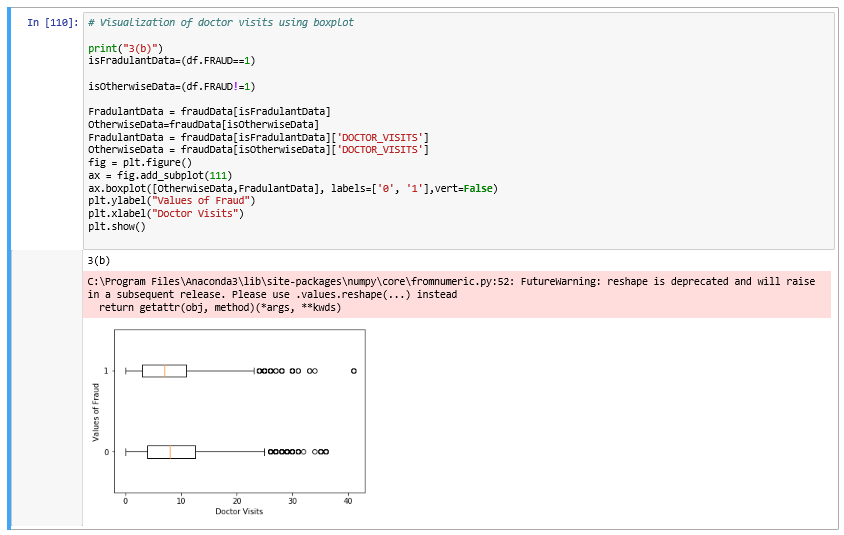 In [110]: # Visualization of doctor visits using boxplot
print("3(b)")
isFradulantData=(df.FRAUD==1)
isOtherwiseData=(df.FRAUD!=1)
FradulantData = fraudData[isFradulantData]
OtherwiseData=fraudData[isOtherwiseData]
FradulantData = fraudData[isFradulantData]['DOCTOR_VISITS']
OtherwiseData = fraudData[isOtherwiseData]['DOCTOR_VISITS']
fig = plt.figure()
ax = fig.add_subplot(111)
ax.boxplot([OtherwiseData,FradulantData], labels=['0', '1'],vert=False)
plt.ylabel("Values of Fraud")
plt.xlabel("Doctor Visits")
plt.show()
3(b)
C:\Program Files\Anaconda3\lib\site-packages\numpy\core\fromnumeric.py:52: FutureWarning: reshape is deprecated and will raise
in a subsequent release. Please use .values.reshape(...) instead
return getattr(obj, method)(*args, **kwds)
1
Values of Fraud
0
0 10 20 30 40
Doctor Visits